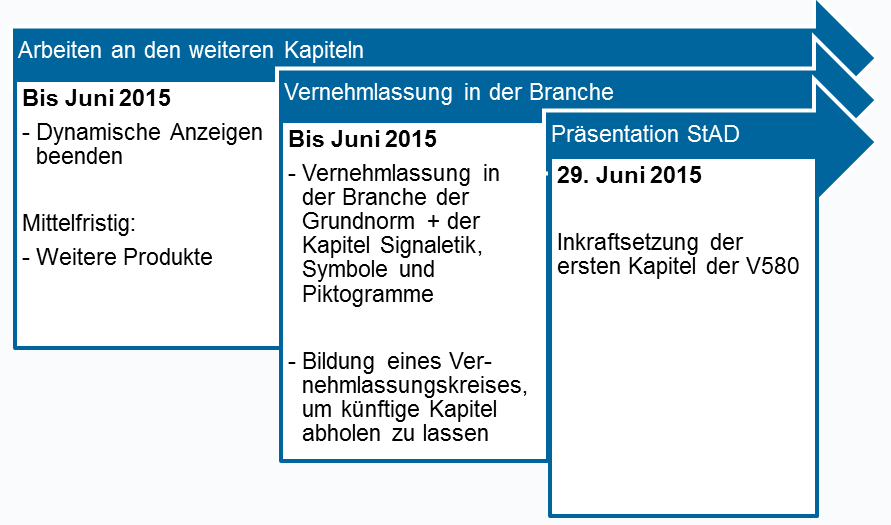 Arbeiten an den weiteren Kapiteln
Bis Juni 2015
- Dynamische Anzeigen
beenden
Mittelfristig:
- Weitere Produkte
Vernehmlassung in der Branche
Bis Juni 2015
- Vernehmlassung in
der Branche der
Grundnorm + der
Kapitel Signaletik,
Symbole und
Piktogramme
- Bildung eines Ver-
nehmlassungskreises,
um künftige Kapitel
abholen zu lassen
Präsentation StAD
29. Juni 2015
Inkraftsetzung der
ersten Kapitel der V580